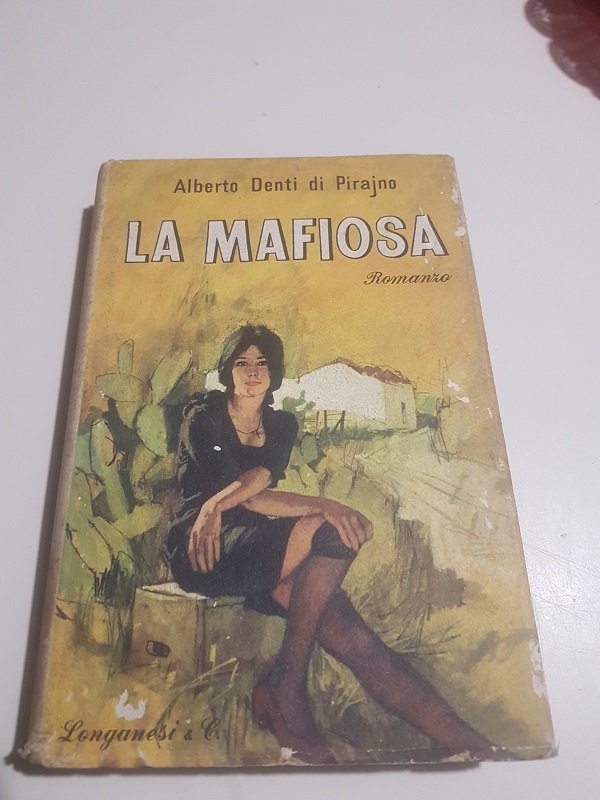 Alberto Denti di Pirajno
LA MAFIOSA
Romanzo
Longanesi & C.